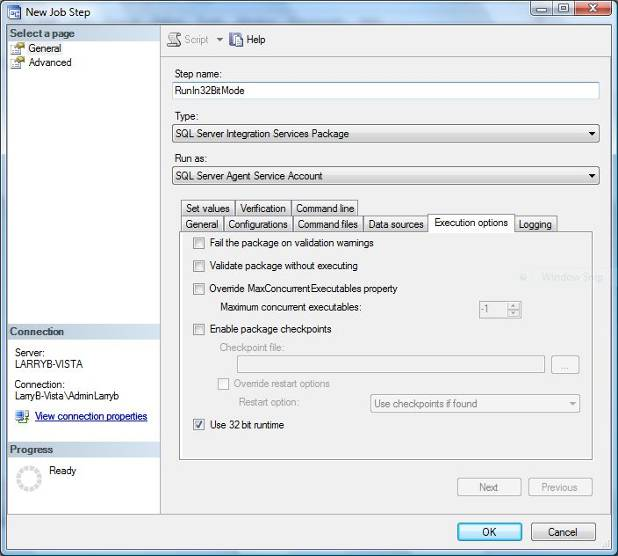 New Job Step
Select a page
General
Advanced
Script
Help
Step name:
RunIn32BitMode
Type:
SQL Server Integration Services Package
Run as:
SQL Server Agent Service Account
Set values Verification Command line
General Configurations Command files Data sources Execution options Logging
Fail the package on validation warnings
Validate package without executing
Window Snip
Override MaxConcurrentExecutables property
Maximum concurrent executables: -1
Enable package checkpoints
Checkpoint file:
...
Override restart options
Restart option: Use checkpoints if found
Use 32 bit runtime
Connection
Server:
LARRYB-VISTA
Connection:
LarryB-Vista\AdminLarryb
View connection properties
Progress
Ready
Next Previous
OK Cancel